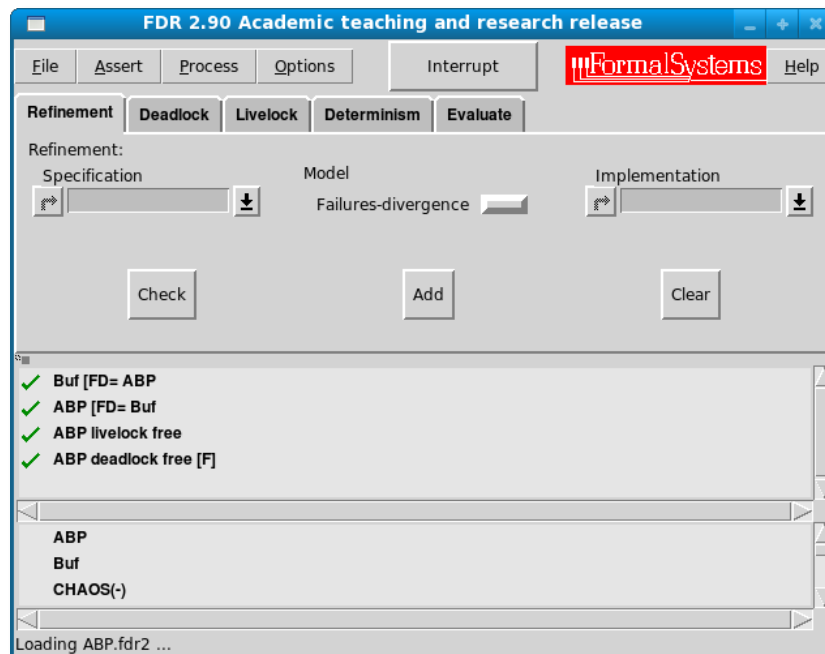 FDR 2.90 Academic teaching and research release
File Assert Process Options Interrupt FormalSystems Help
Refinement Deadlock Livelock Determinism Evaluate
Refinement:
Specification Model Implementation
Failures-divergence
Check Add Clear
Buf [FD= ABP
ABP [FD= Buf
ABP livelock free
ABP deadlock free [F]
ABP
Buf
CHAOS(-)
Loading ABP.fdr2 ...